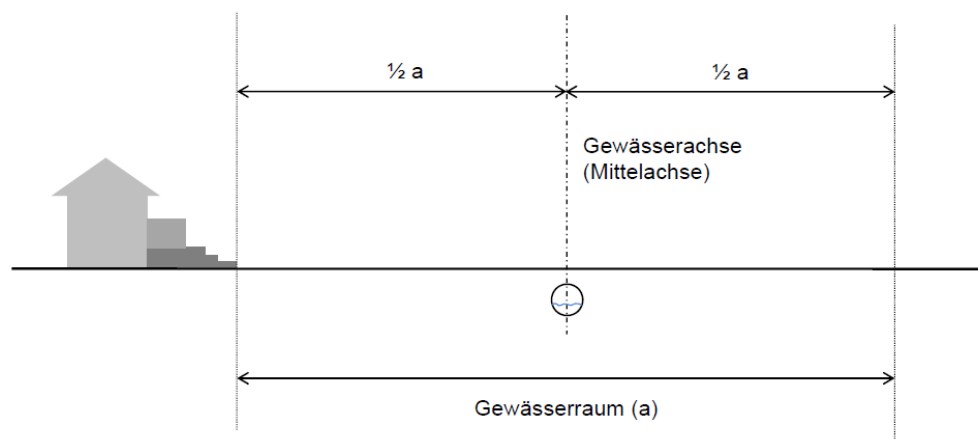 ½ a
½ a
Gewässerachse
(Mittelachse)
Gewässerraum (a)